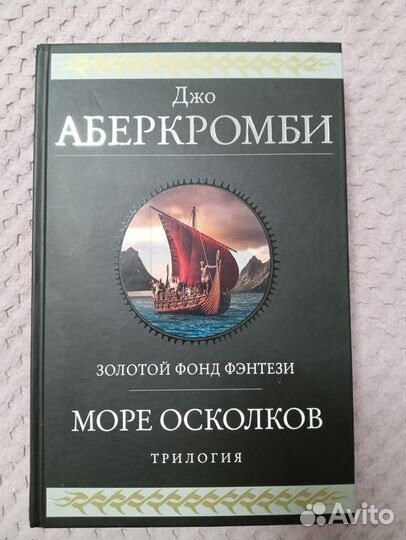 Джо
АБЕРКРОМБИ
ЗОЛОТОЙ ФОНД ФЭНТЕЗИ
МОРЕ ОСКОЛКОВ
ТРИЛОГИЯ
Avito